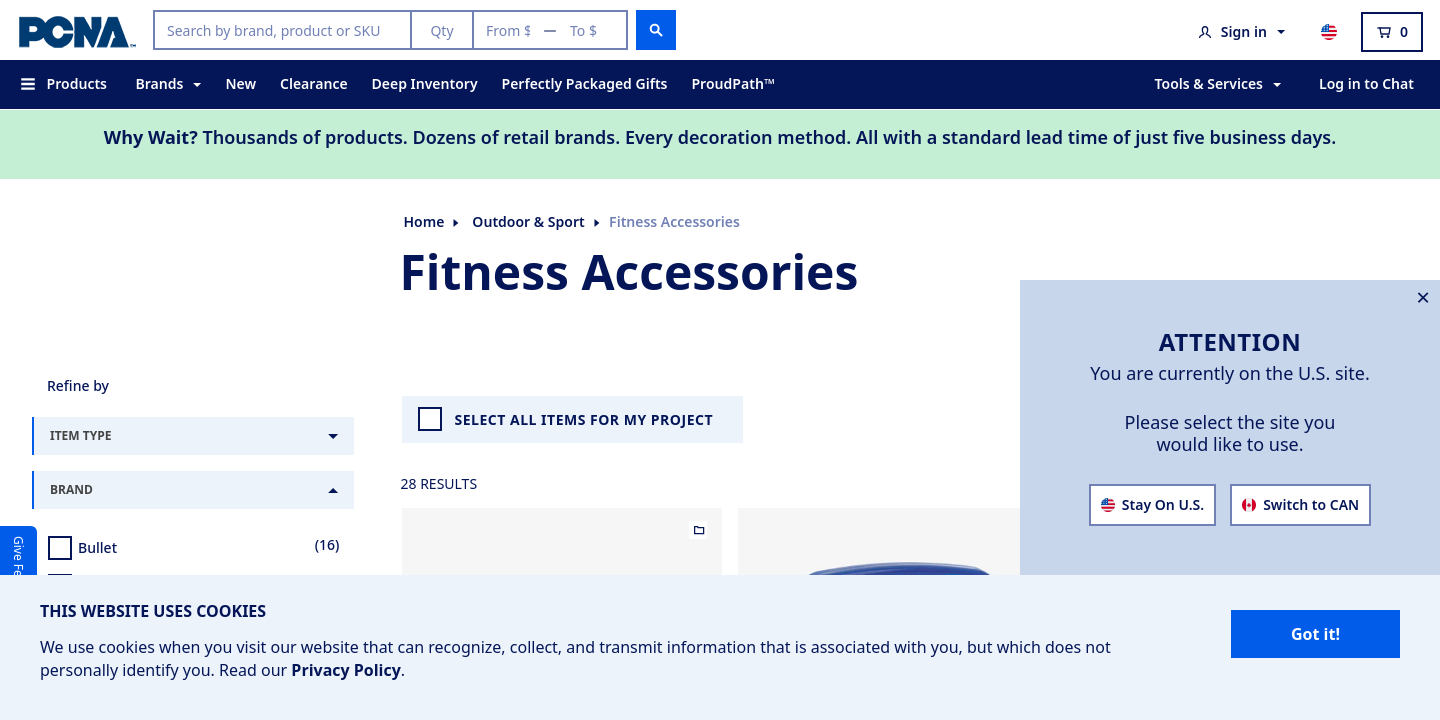 PCNA™
Search by brand, product or SKU
Qty
From $ — To $
Sign in
0
Products
Brands
New
Clearance
Deep Inventory
Perfectly Packaged Gifts
ProudPath™
Tools & Services
Log in to Chat
Why Wait? Thousands of products. Dozens of retail brands. Every decoration method. All with a standard lead time of just five business days.
Home Outdoor & Sport Fitness Accessories
Fitness Accessories
Refine by
ITEM TYPE
BRAND
Bullet (16)
Give
SELECT ALL ITEMS FOR MY PROJECT
28 RESULTS
ATTENTION
You are currently on the U.S. site.
Please select the site you
would like to use.
Stay On U.S.
Switch to CAN
THIS WEBSITE USES COOKIES
We use cookies when you visit our website that can recognize, collect, and transmit information that is associated with you, but which does not
personally identify you. Read our Privacy Policy.
Got it!